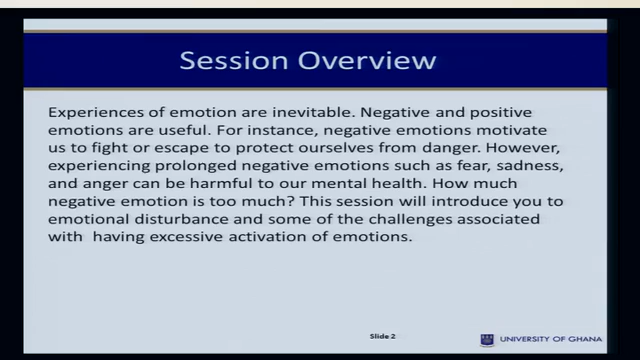 Session Overview
Experiences of emotion are inevitable. Negative and positive
emotions are useful. For instance, negative emotions motivate
us to fight or escape to protect ourselves from danger. However,
experiencing prolonged negative emotions such as fear, sadness,
and anger can be harmful to our mental health. How much
negative emotion is too much? This session will introduce you to
emotional disturbance and some of the challenges associated
with having excessive activation of emotions.
Slide 2
UNIVERSITY OF GHANA